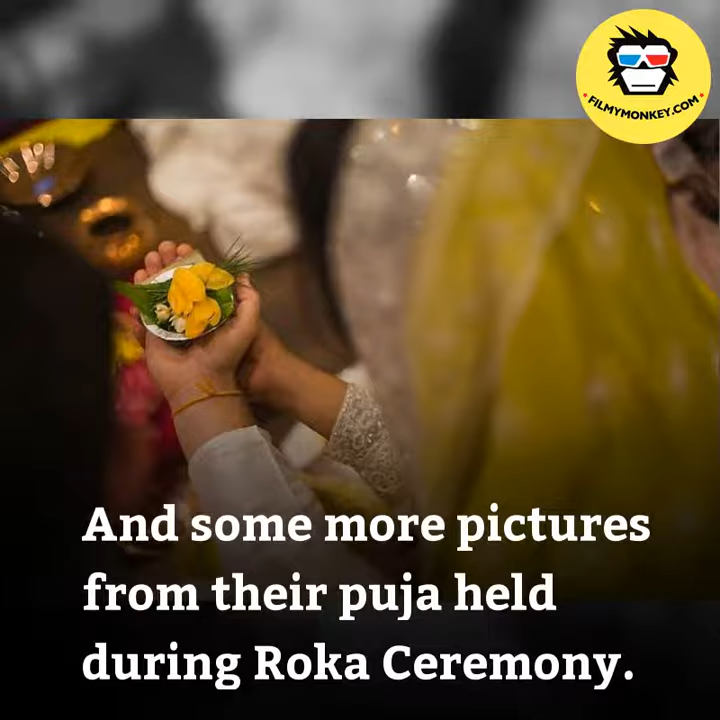 FILMYMONKEY.COM
And some more pictures
from their puja held
during Roka Ceremony.